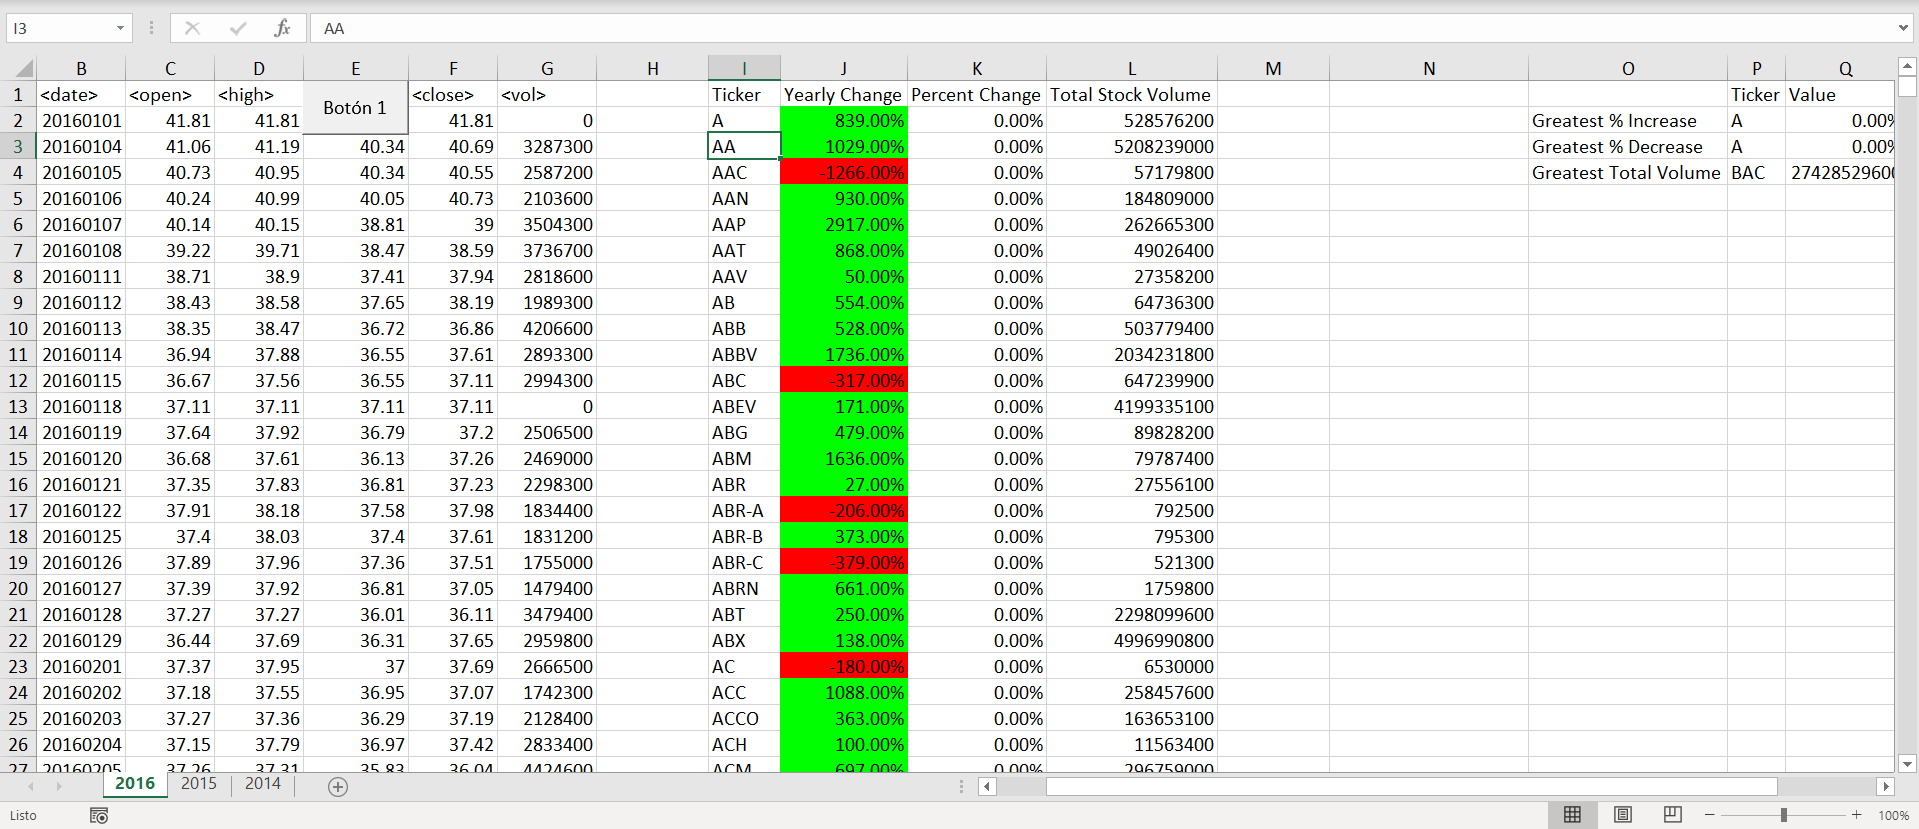 I3 fx AA
B C D E F G H I J K L M N O P Q
1 <date> <open> <high> Botón 1 <close> <vol> Ticker Yearly Change Percent Change Total Stock Volume Ticker Value
2 20160101 41.81 41.81 41.81 0 A 839.00% 0.00% 528576200 Greatest % Increase A 0.00%
3 20160104 41.06 41.19 40.34 40.69 3287300 AA 1029.00% 0.00% 5208239000 Greatest % Decrease A 0.00%
4 20160105 40.73 40.95 40.34 40.55 2587200 AAC -1266.00% 0.00% 57179800 Greatest Total Volume BAC 2742852960
5 20160106 40.24 40.99 40.05 40.73 2103600 AAN 930.00% 0.00% 184809000
6 20160107 40.14 40.15 38.81 39 3504300 AAP 2917.00% 0.00% 262665300
7 20160108 39.22 39.71 38.47 38.59 3736700 AAT 868.00% 0.00% 49026400
8 20160111 38.71 38.9 37.41 37.94 2818600 AAV 50.00% 0.00% 27358200
9 20160112 38.43 38.58 37.65 38.19 1989300 AB 554.00% 0.00% 64736300
10 20160113 38.35 38.47 36.72 36.86 4206600 ABB 528.00% 0.00% 503779400
11 20160114 36.94 37.88 36.55 37.61 2893300 ABBV 1736.00% 0.00% 2034231800
12 20160115 36.67 37.56 36.55 37.11 2994300 ABC -317.00% 0.00% 647239900
13 20160118 37.11 37.11 37.11 37.11 0 ABEV 171.00% 0.00% 4199335100
14 20160119 37.64 37.92 36.79 37.2 2506500 ABG 479.00% 0.00% 89828200
15 20160120 36.68 37.61 36.13 37.26 2469000 ABM 1636.00% 0.00% 79787400
16 20160121 37.35 37.83 36.81 37.23 2298300 ABR 27.00% 0.00% 27556100
17 20160122 37.91 38.18 37.58 37.98 1834400 ABR-A -206.00% 0.00% 792500
18 20160125 37.4 38.03 37.4 37.61 1831200 ABR-B 373.00% 0.00% 795300
19 20160126 37.89 37.96 37.36 37.51 1755000 ABR-C -379.00% 0.00% 521300
20 20160127 37.39 37.92 36.81 37.05 1479400 ABRN 661.00% 0.00% 1759800
21 20160128 37.27 37.27 36.01 36.11 3479400 ABT 250.00% 0.00% 2298099600
22 20160129 36.44 37.69 36.31 37.65 2959800 ABX 138.00% 0.00% 4996990800
23 20160201 37.37 37.95 37 37.69 2666500 AC -180.00% 0.00% 6530000
24 20160202 37.18 37.55 36.95 37.07 1742300 ACC 1088.00% 0.00% 258457600
25 20160203 37.27 37.36 36.29 37.19 2128400 ACCO 363.00% 0.00% 163653100
26 20160204 37.15 37.79 36.97 37.42 2833400 ACH 100.00% 0.00% 11563400
27 20160205 37.26 37.31 35.83 36.04 4424600 ACM 697.00% 0.00% 296759000
2016 2015 2014
Listo 100%